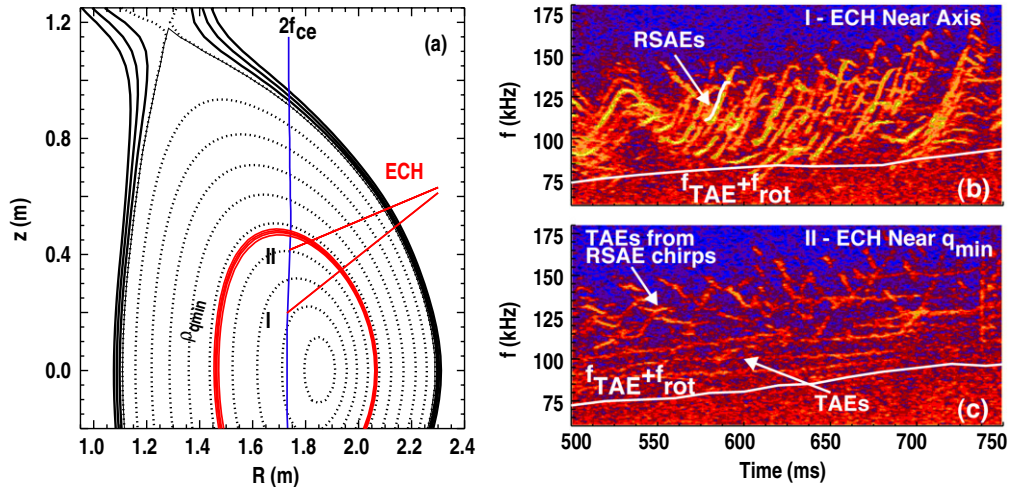 1.2
0.8
0.4
0.0
z (m)
1.0 1.2 1.4 1.6 1.8 2.0 2.2 2.4
R (m)
2fce
(a)
ECH
II
I
ρqmin
175
150
125
100
75
f (kHz)
I - ECH Near Axis
RSAEs
fTAE+frot
(b)
175
150
125
100
75
f (kHz)
TAEs from
RSAE chirps
II - ECH Near qmin
fTAE+frot
TAEs
(c)
500 550 600 650 700 750
Time (ms)